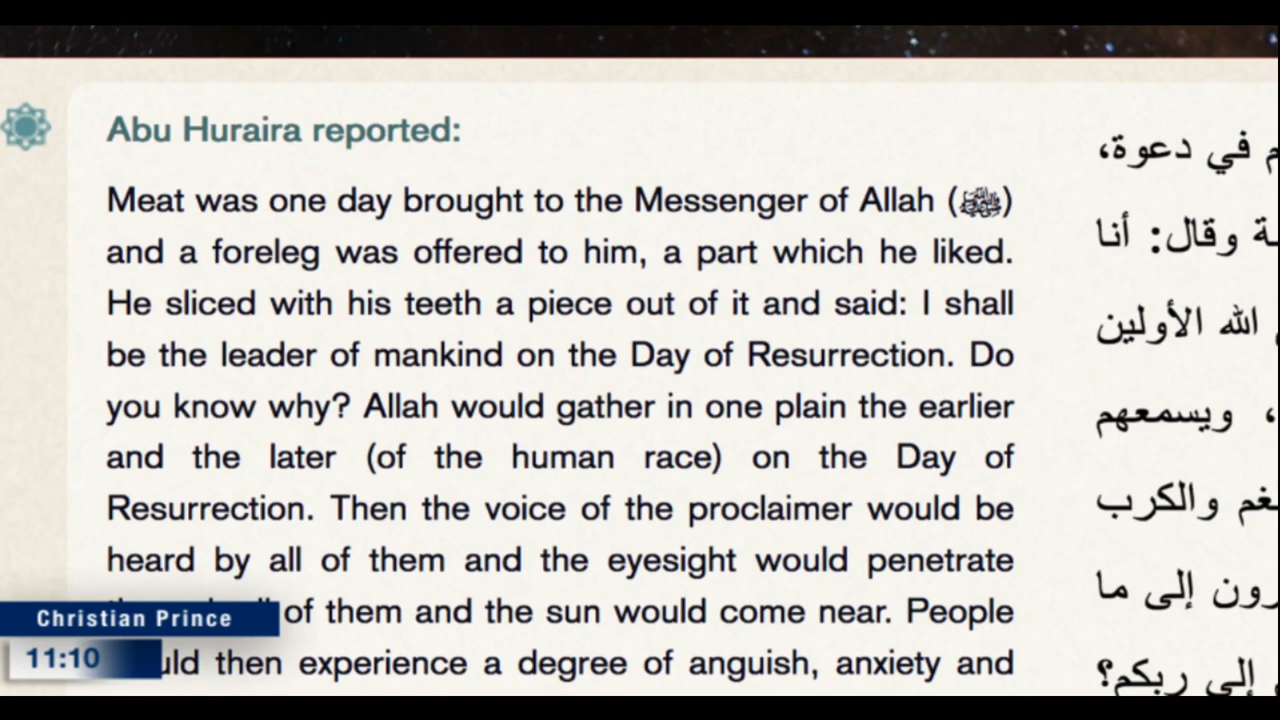 Abu Huraira reported:
Meat was one day brought to the Messenger of Allah (ﷺ)
and a foreleg was offered to him, a part which he liked.
He sliced with his teeth a piece out of it and said: I shall
be the leader of mankind on the Day of Resurrection. Do
you know why? Allah would gather in one plain the earlier
and the later (of the human race) on the Day of
Resurrection. Then the voice of the proclaimer would be
heard by all of them and the eyesight would penetrate
of them and the sun would come near. People
then experience a degree of anguish, anxiety and
في دعوة،
وقال: أنا
الله الأولين
، ويسمعهم
والكرب
إلى ما
إلى ربكم؟
Christian Prince
11:10